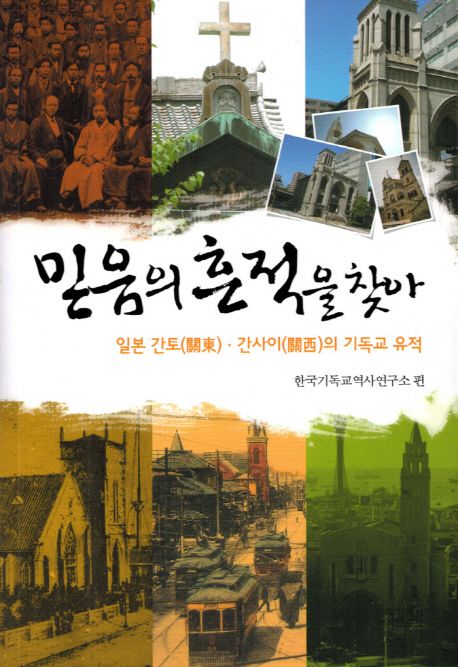 믿음의 흔적을 찾아
일본 간토(關東) · 간사이(關西)의 기독교 유적
한국기독교역사연구소 편